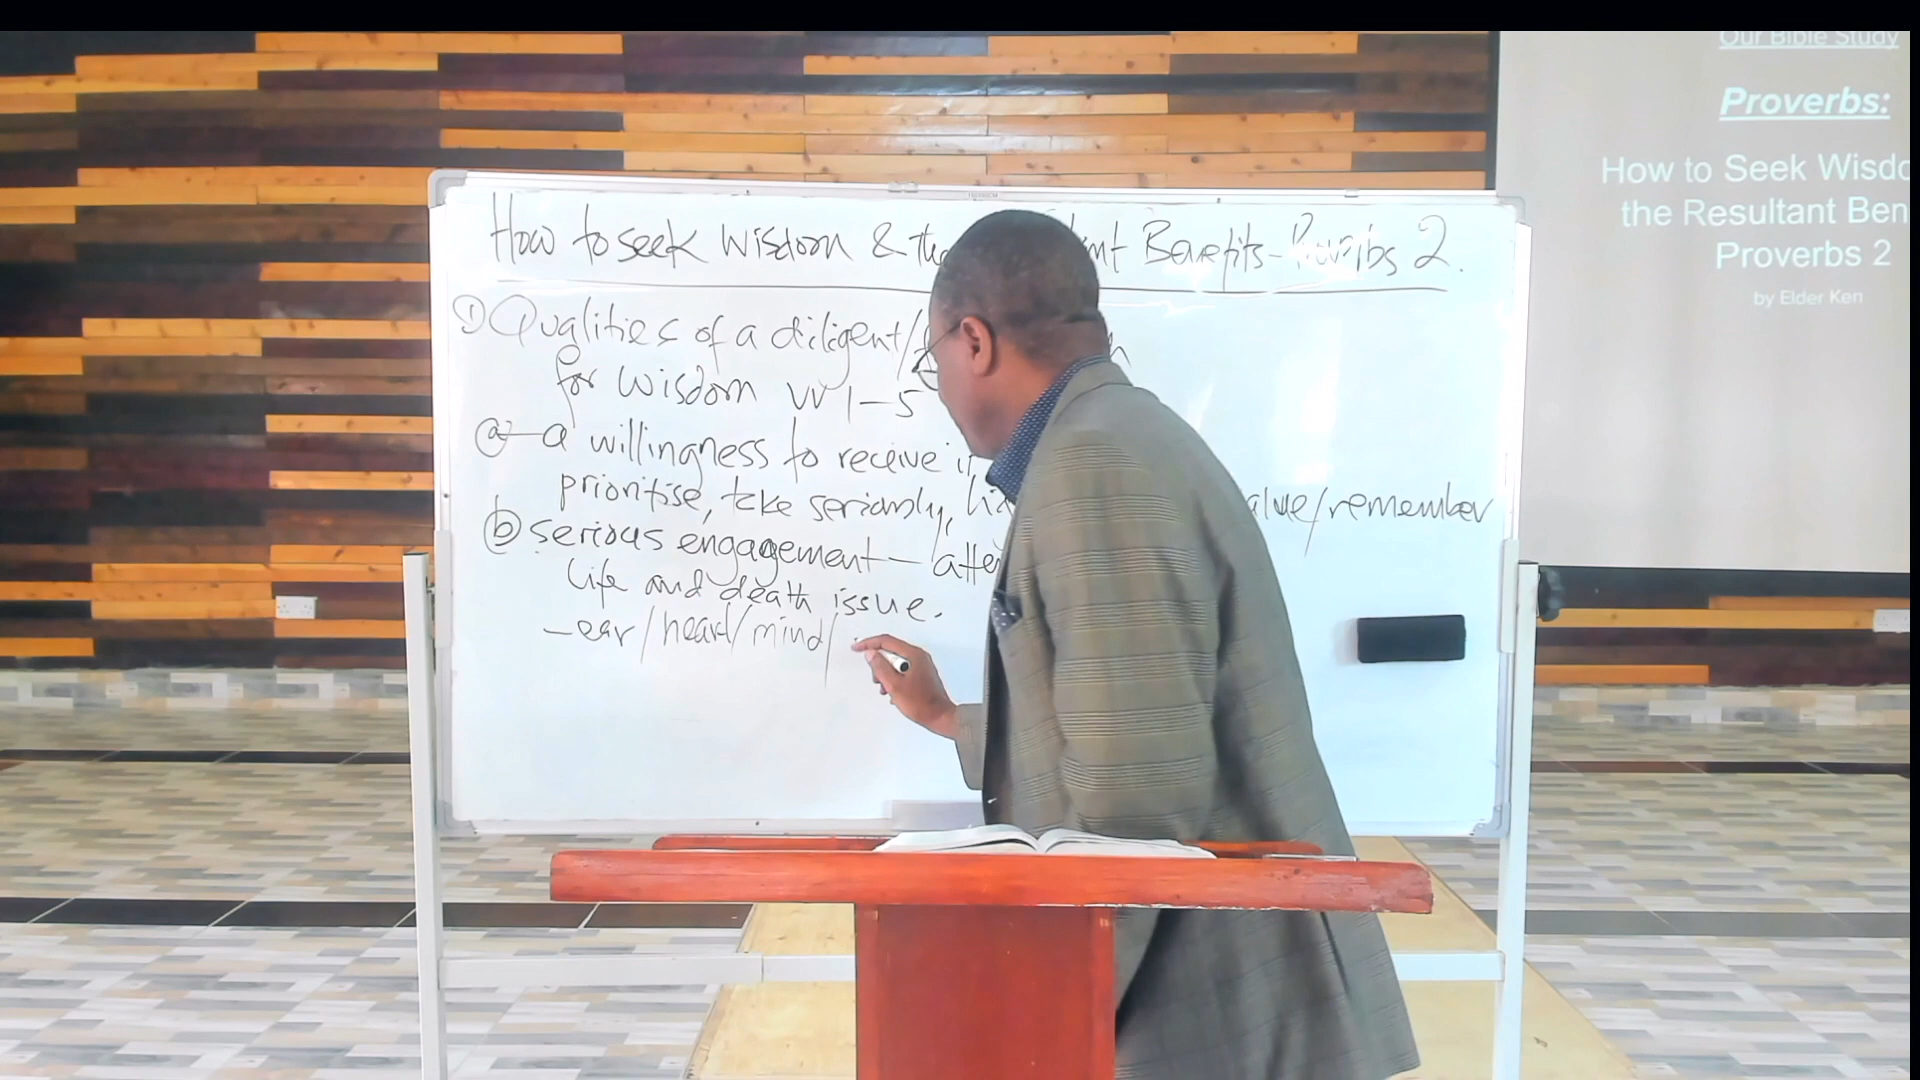 How to seek Wisdom & the nt Benefits - Proverbs 2.
① Qualities of a diligent/
for wisdom vv 1-5
ⓐ - a willingness to receive i
prioritise, take seriously, alue/remember
ⓑ serious engagement - atte
life and death issue.
- ear/heart/mind/
Our Bible Study
Proverbs:
How to Seek Wisdo
the Resultant Ben
Proverbs 2
by Elder Ken